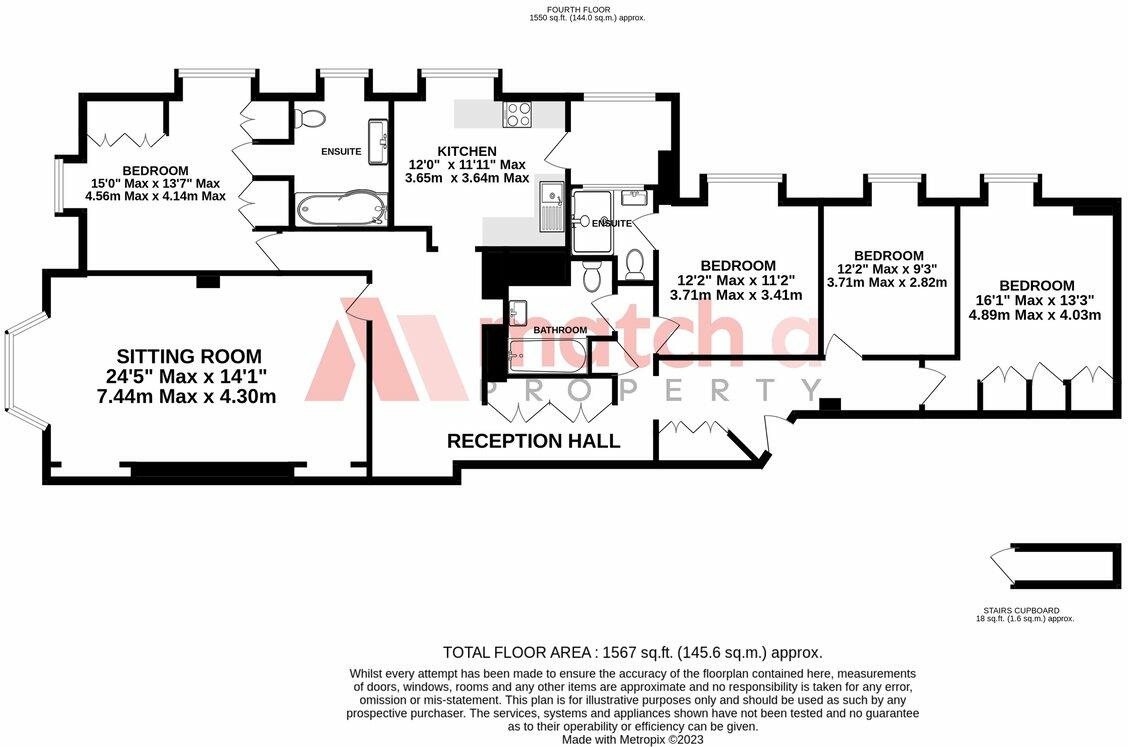 FOURTH FLOOR
1550 sq.ft. (144.0 sq.m.) approx.
BEDROOM
15'0" Max x 13'7" Max
4.56m Max x 4.14m Max
ENSUITE
KITCHEN
12'0" x 11'11" Max
3.65m x 3.64m Max
ENSUITE
BEDROOM
12'2" Max x 11'2"
3.71m Max x 3.41m
BEDROOM
12'2" Max x 9'3"
3.71m Max x 2.82m
BEDROOM
16'1" Max x 13'3"
4.89m Max x 4.03m
SITTING ROOM
24'5" Max x 14'1"
7.44m Max x 4.30m
BATHROOM
match a
PROPERTY
RECEPTION HALL
STAIRS CUPBOARD
18 sq.ft. (1.6 sq.m.) approx.
TOTAL FLOOR AREA : 1567 sq.ft. (145.6 sq.m.) approx.
Whilst every attempt has been made to ensure the accuracy of the floorplan contained here, measurements
of doors, windows, rooms and any other items are approximate and no responsibility is taken for any error,
omission or mis-statement. This plan is for illustrative purposes only and should be used as such by any
prospective purchaser. The services, systems and appliances shown have not been tested and no guarantee
as to their operability or efficiency can be given.
Made with Metropix ©2023